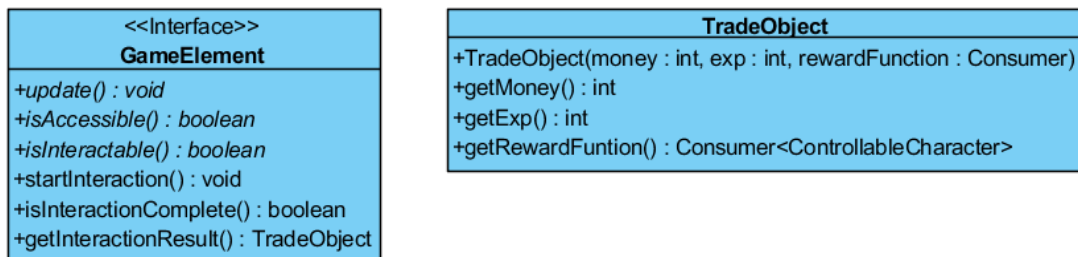 <<Interface>>
GameElement
+update() : void
+isAccessible() : boolean
+isInteractable() : boolean
+startInteraction() : void
+isInteractionComplete() : boolean
+getInteractionResult() : TradeObject
TradeObject
+TradeObject(money : int, exp : int, rewardFunction : Consumer)
+getMoney() : int
+getExp() : int
+getRewardFuntion() : Consumer<ControllableCharacter>